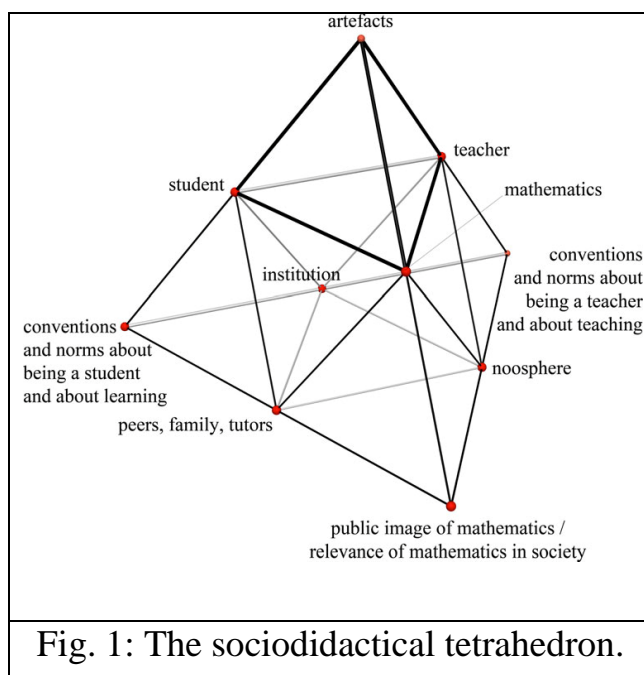 artefacts
teacher
student
mathematics
institution
conventions
and norms about
being a teacher
and about teaching
conventions
and norms about
being a student
and about learning
noosphere
peers, family, tutors
public image of mathematics /
relevance of mathematics in society
Fig. 1: The sociodidactical tetrahedron.